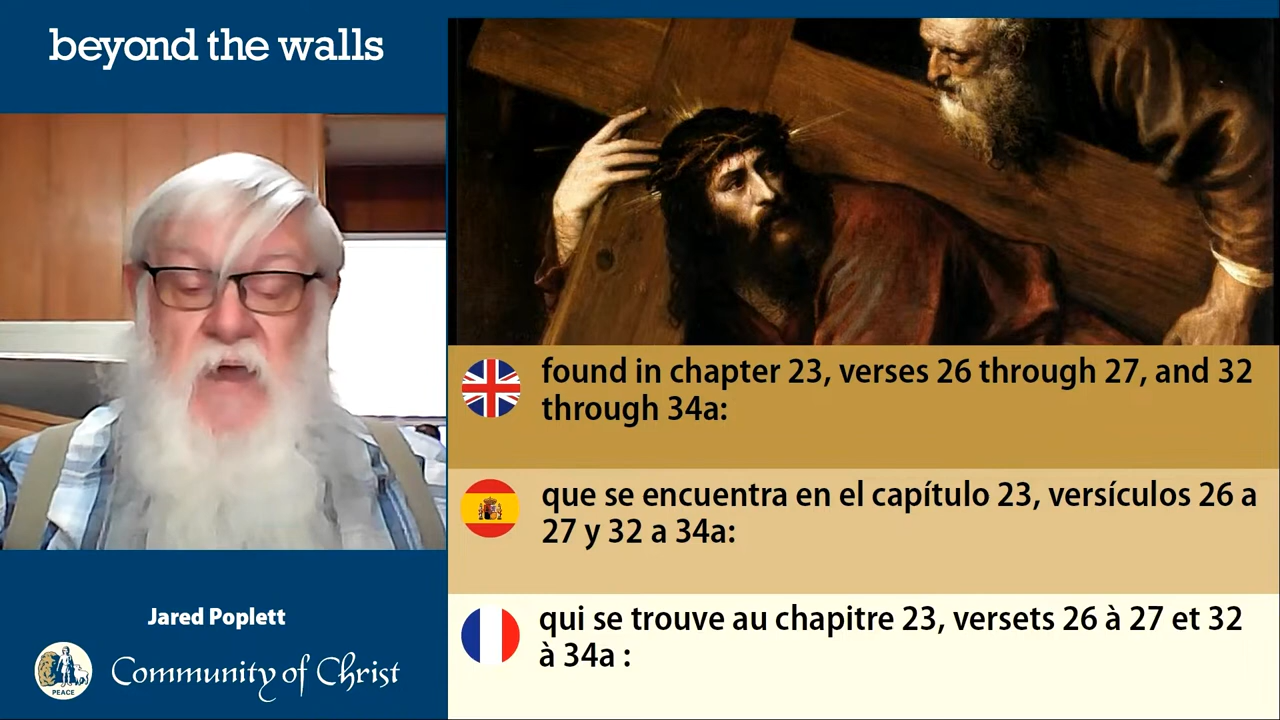 beyond the walls
found in chapter 23, verses 26 through 27, and 32
through 34a:
que se encuentra en el capítulo 23, versículos 26 a
27 y 32 a 34a:
qui se trouve au chapitre 23, versets 26 à 27 et 32
à 34a :
Jared Poplett
PEACE
Community of Christ